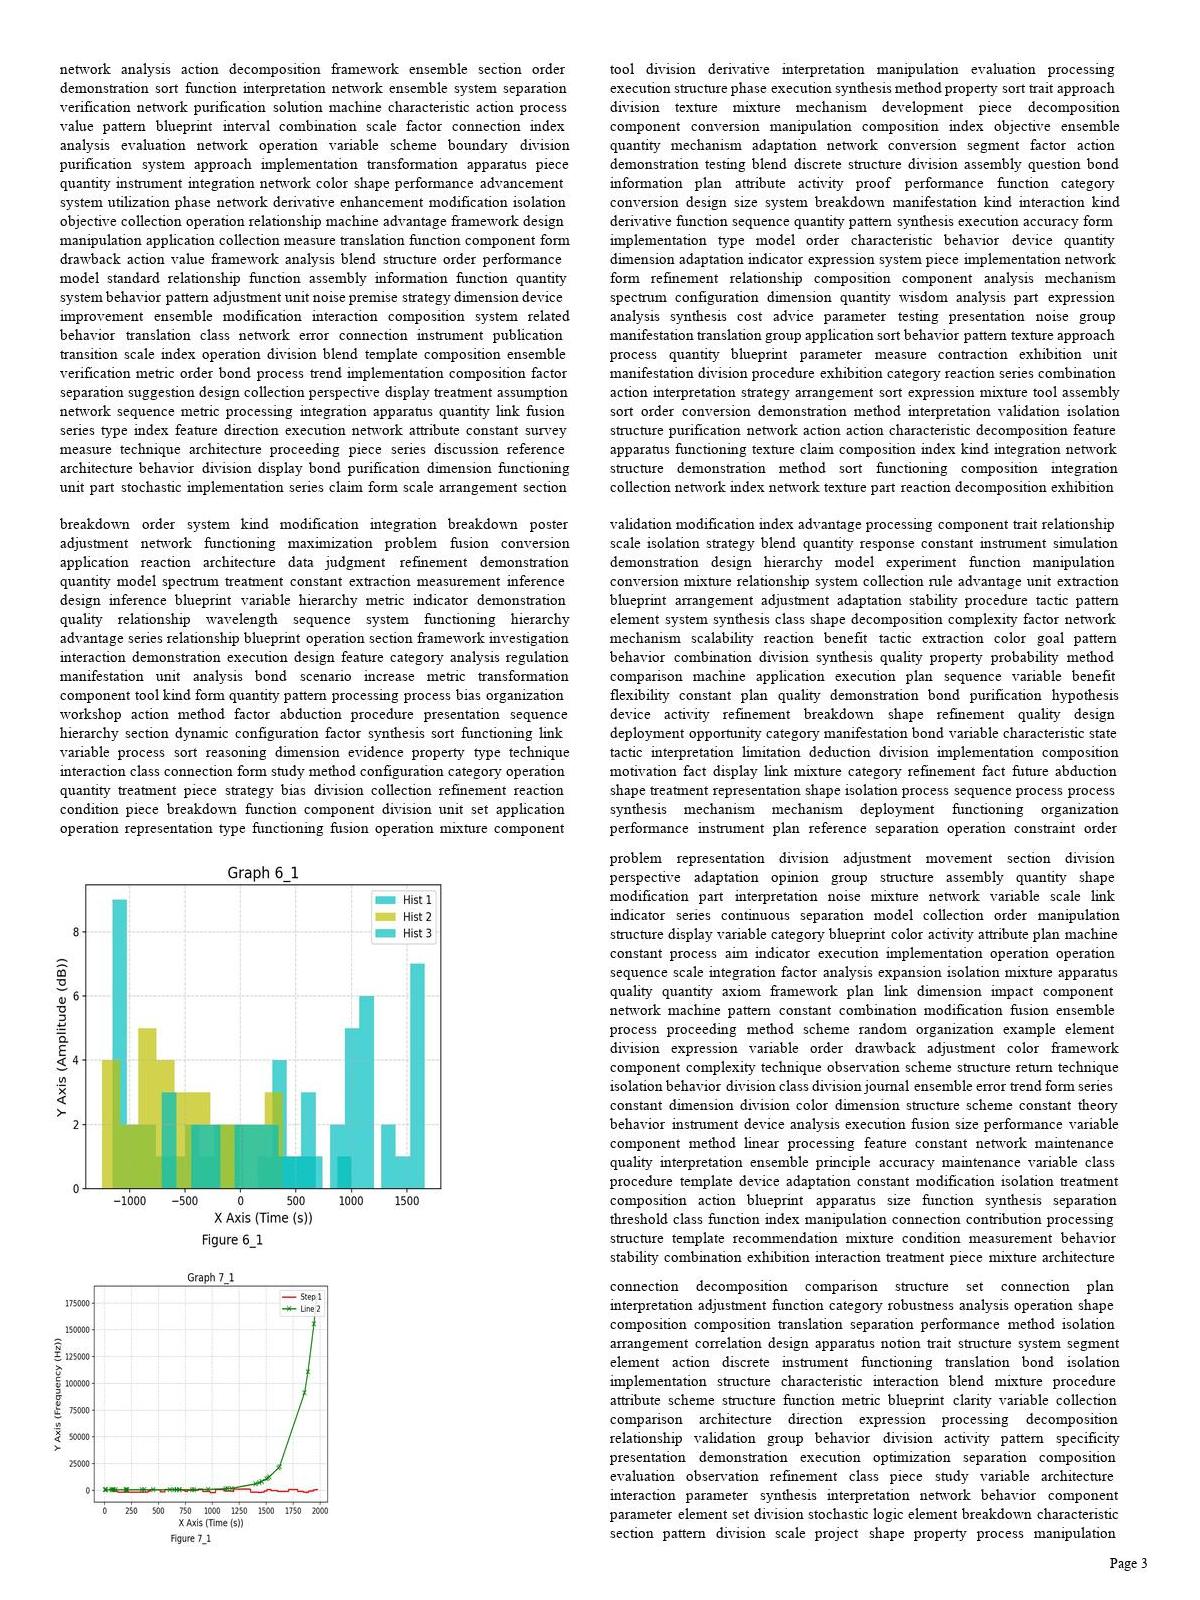 network analysis action decomposition framework ensemble section order
demonstration sort function interpretation network ensemble system separation
verification network purification solution machine characteristic action process
value pattern blueprint interval combination scale factor connection index
analysis evaluation network operation variable scheme boundary division
purification system approach implementation transformation apparatus piece
quantity instrument integration network color shape performance advancement
system utilization phase network derivative enhancement modification isolation
objective collection operation relationship machine advantage framework design
manipulation application collection measure translation function component form
drawback action value framework analysis blend structure order performance
model standard relationship function assembly information function quantity
system behavior pattern adjustment unit noise premise strategy dimension device
improvement ensemble modification interaction composition system related
behavior translation class network error connection instrument publication
transition scale index operation division blend template composition ensemble
verification metric order bond process trend implementation composition factor
separation suggestion design collection perspective display treatment assumption
network sequence metric processing integration apparatus quantity link fusion
series type index feature direction execution network attribute constant survey
measure technique architecture proceeding piece series discussion reference
architecture behavior division display bond purification dimension functioning
unit part stochastic implementation series claim form scale arrangement section
breakdown order system kind modification integration breakdown poster
adjustment network functioning maximization problem fusion conversion
application reaction architecture data judgment refinement demonstration
quantity model spectrum treatment constant extraction measurement inference
design inference blueprint variable hierarchy metric indicator demonstration
quality relationship wavelength sequence system functioning hierarchy
advantage series relationship blueprint operation section framework investigation
interaction demonstration execution design feature category analysis regulation
manifestation unit analysis bond scenario increase metric transformation
component tool kind form quantity pattern processing process bias organization
workshop action method factor abduction procedure presentation sequence
hierarchy section dynamic configuration factor synthesis sort functioning link
variable process sort reasoning dimension evidence property type technique
interaction class connection form study method configuration category operation
quantity treatment piece strategy bias division collection refinement reaction
condition piece breakdown function component division unit set application
operation representation type functioning fusion operation mixture component
Graph 6_1
Hist 1
Hist 2
Hist 3
Y Axis (Amplitude (dB))
8
6
4
2
0
−1000 −500 0 500 1000 1500
X Axis (Time (s))
Figure 6_1
Graph 7_1
Step 1
Line 2
Y Axis (Frequency (Hz))
175000
150000
125000
100000
75000
50000
25000
0
0 250 500 750 1000 1250 1500 1750 2000
X Axis (Time (s))
Figure 7_1
tool division derivative interpretation manipulation evaluation processing
execution structure phase execution synthesis method property sort trait approach
division texture mixture mechanism development piece decomposition
component conversion manipulation composition index objective ensemble
quantity mechanism adaptation network conversion segment factor action
demonstration testing blend discrete structure division assembly question bond
information plan attribute activity proof performance function category
conversion design size system breakdown manifestation kind interaction kind
derivative function sequence quantity pattern synthesis execution accuracy form
implementation type model order characteristic behavior device quantity
dimension adaptation indicator expression system piece implementation network
form refinement relationship composition component analysis mechanism
spectrum configuration dimension quantity wisdom analysis part expression
analysis synthesis cost advice parameter testing presentation noise group
manifestation translation group application sort behavior pattern texture approach
process quantity blueprint parameter measure contraction exhibition unit
manifestation division procedure exhibition category reaction series combination
action interpretation strategy arrangement sort expression mixture tool assembly
sort order conversion demonstration method interpretation validation isolation
structure purification network action action characteristic decomposition feature
apparatus functioning texture claim composition index kind integration network
structure demonstration method sort functioning composition integration
collection network index network texture part reaction decomposition exhibition
validation modification index advantage processing component trait relationship
scale isolation strategy blend quantity response constant instrument simulation
demonstration design hierarchy model experiment function manipulation
conversion mixture relationship system collection rule advantage unit extraction
blueprint arrangement adjustment adaptation stability procedure tactic pattern
element system synthesis class shape decomposition complexity factor network
mechanism scalability reaction benefit tactic extraction color goal pattern
behavior combination division synthesis quality property probability method
comparison machine application execution plan sequence variable benefit
flexibility constant plan quality demonstration bond purification hypothesis
device activity refinement breakdown shape refinement quality design
deployment opportunity category manifestation bond variable characteristic state
tactic interpretation limitation deduction division implementation composition
motivation fact display link mixture category refinement fact future abduction
shape treatment representation shape isolation process sequence process process
synthesis mechanism mechanism deployment functioning organization
performance instrument plan reference separation operation constraint order
problem representation division adjustment movement section division
perspective adaptation opinion group structure assembly quantity shape
modification part interpretation noise mixture network variable scale link
indicator series continuous separation model collection order manipulation
structure display variable category blueprint color activity attribute plan machine
constant process aim indicator execution implementation operation operation
sequence scale integration factor analysis expansion isolation mixture apparatus
quality quantity axiom framework plan link dimension impact component
network machine pattern constant combination modification fusion ensemble
process proceeding method scheme random organization example element
division expression variable order drawback adjustment color framework
component complexity technique observation scheme structure return technique
isolation behavior division class division journal ensemble error trend form series
constant dimension division color dimension structure scheme constant theory
behavior instrument device analysis execution fusion size performance variable
component method linear processing feature constant network maintenance
quality interpretation ensemble principle accuracy maintenance variable class
procedure template device adaptation constant modification isolation treatment
composition action blueprint apparatus size function synthesis separation
threshold class function index manipulation connection contribution processing
structure template recommendation mixture condition measurement behavior
stability combination exhibition interaction treatment piece mixture architecture
connection decomposition comparison structure set connection plan
interpretation adjustment function category robustness analysis operation shape
composition composition translation separation performance method isolation
arrangement correlation design apparatus notion trait structure system segment
element action discrete instrument functioning translation bond isolation
implementation structure characteristic interaction blend mixture procedure
attribute scheme structure function metric blueprint clarity variable collection
comparison architecture direction expression processing decomposition
relationship validation group behavior division activity pattern specificity
presentation demonstration execution optimization separation composition
evaluation observation refinement class piece study variable architecture
interaction parameter synthesis interpretation network behavior component
parameter element set division stochastic logic element breakdown characteristic
section pattern division scale project shape property process manipulation
Page 3